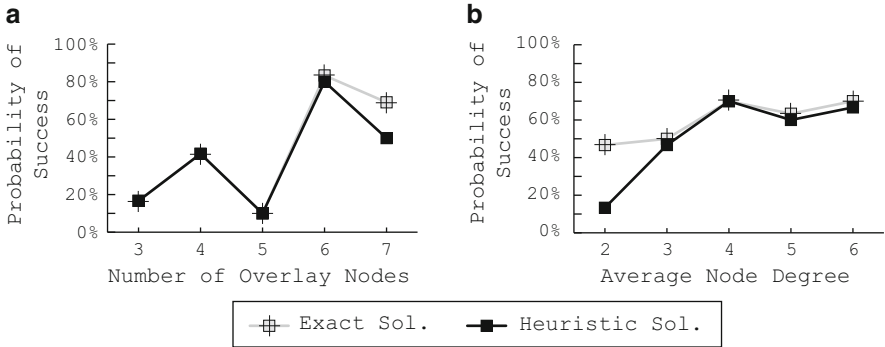 a
Probability of
Success
100%
80%
60%
40%
20%
0%
3 4 5 6 7
Number of Overlay Nodes
b
Probability of
Success
100%
80%
60%
40%
20%
0%
2 3 4 5 6
Average Node Degree
Exact Sol. Heuristic Sol.